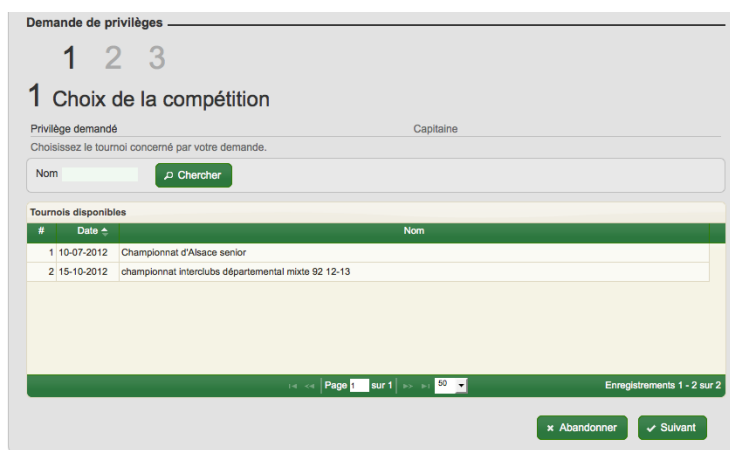 Demande de privilèges
1 2 3
1 Choix de la compétition
Privilège demandé Capitaine
Choisissez le tournoi concerné par votre demande.
Nom Chercher
Tournois disponibles
# Date Nom
1 10-07-2012 Championnat d'Alsace senior
2 15-10-2012 championnat interclubs départemental mixte 92 12-13
Page 1 sur 1 50 Enregistrements 1 - 2 sur 2
Abandonner Suivant